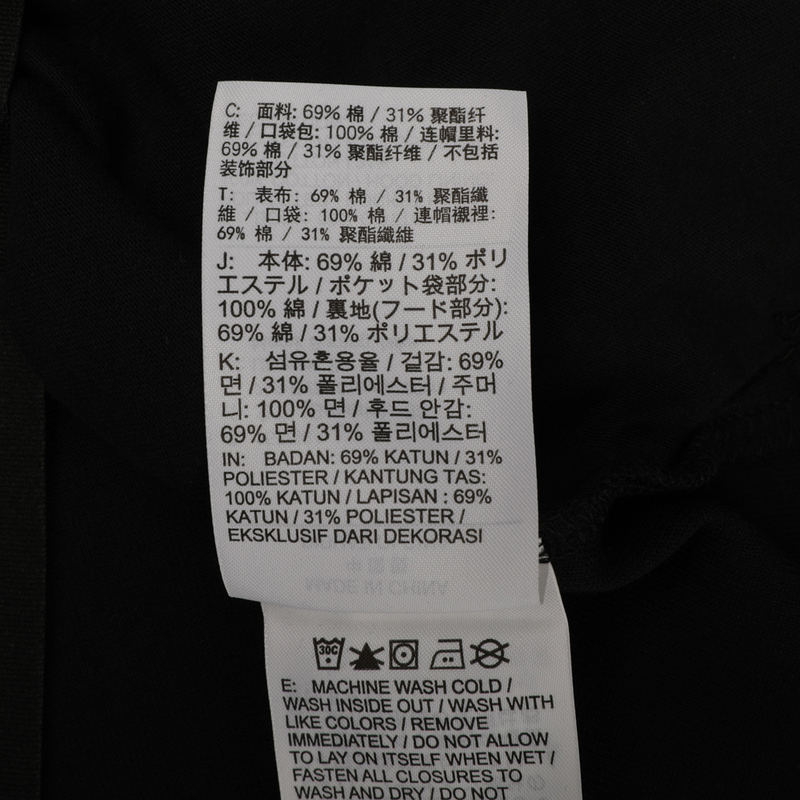 C: 面料: 69% 棉 / 31% 聚酯纤
维 / 口袋包: 100% 棉 / 连帽里料:
69% 棉 / 31% 聚酯纤维 / 不包括
装饰部分
T: 表布: 69% 棉 / 31% 聚酯纖
維 / 口袋: 100% 棉 / 連帽襯裡:
69% 棉 / 31% 聚酯纖維
J: 本体: 69% 綿 / 31% ポリ
エステル / ポケット袋部分:
100% 綿 / 裏地(フード部分):
69% 綿 / 31% ポリエステル
K: 섬유혼용율 / 겉감: 69%
면 / 31% 폴리에스터 / 주머
니: 100% 면 / 후드 안감:
69% 면 / 31% 폴리에스터
IN: BADAN: 69% KATUN / 31%
POLIESTER / KANTUNG TAS:
100% KATUN / LAPISAN : 69%
KATUN / 31% POLIESTER /
EKSKLUSIF DARI DEKORASI
中国制
MADE IN CHINA
30C
E: MACHINE WASH COLD /
WASH INSIDE OUT / WASH WITH
LIKE COLORS / REMOVE
IMMEDIATELY / DO NOT ALLOW
TO LAY ON ITSELF WHEN WET /
FASTEN ALL CLOSURES TO
WASH AND DRY / DO NOT